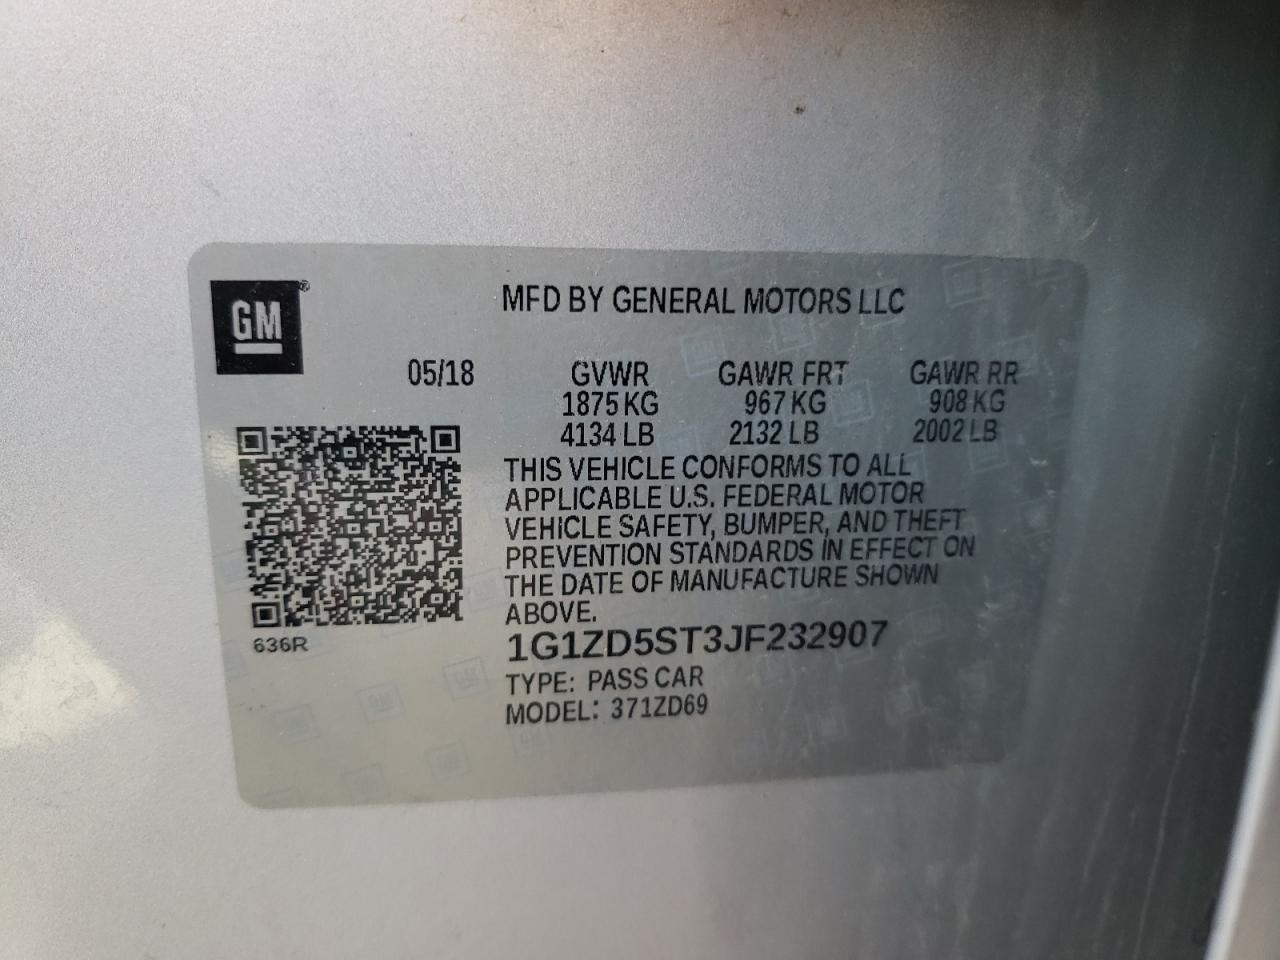 GM®
MFD BY GENERAL MOTORS LLC
05/18 GVWR GAWR FRT GAWR RR
1875 KG 967 KG 908 KG
4134 LB 2132 LB 2002 LB
THIS VEHICLE CONFORMS TO ALL
APPLICABLE U.S. FEDERAL MOTOR
VEHICLE SAFETY, BUMPER, AND THEFT
PREVENTION STANDARDS IN EFFECT ON
THE DATE OF MANUFACTURE SHOWN
ABOVE.
636R
1G1ZD5ST3JF232907
TYPE: PASS CAR
MODEL: 371ZD69